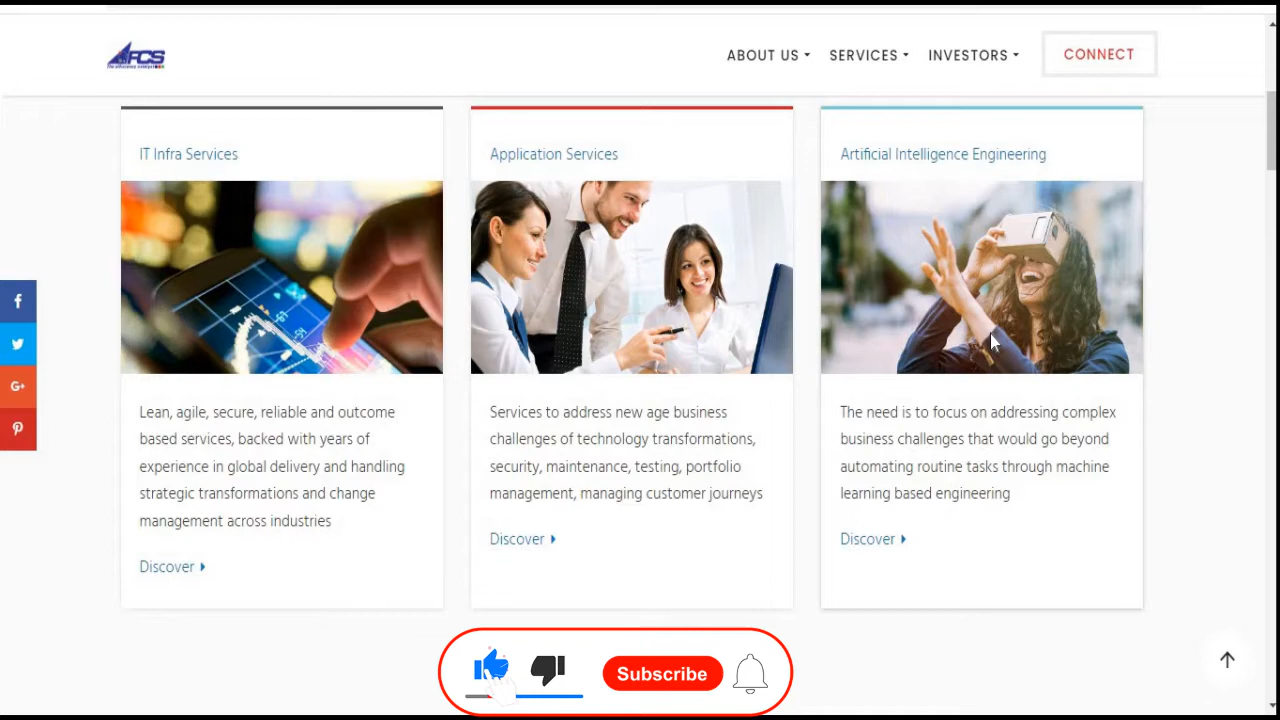 FCS
ABOUT US
SERVICES
INVESTORS
CONNECT
IT Infra Services
Application Services
Artificial Intelligence Engineering
Lean, agile, secure, reliable and outcome
based services, backed with years of
experience in global delivery and handling
strategic transformations and change
management across industries
Discover
Services to address new age business
challenges of technology transformations,
security, maintenance, testing, portfolio
management, managing customer journeys
Discover
The need is to focus on addressing complex
business challenges that would go beyond
automating routine tasks through machine
learning based engineering
Discover
Subscribe